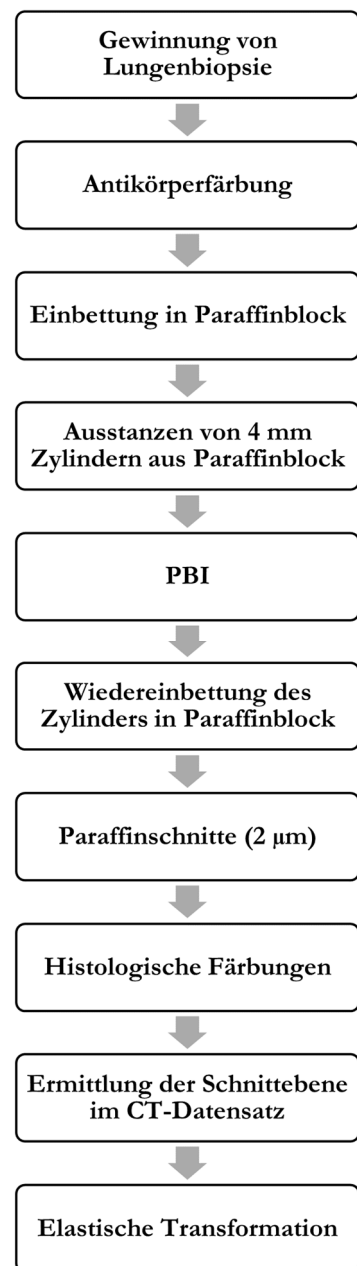 Gewinnung von
Lungenbiopsie
Antikörperfärbung
Einbettung in Paraffinblock
Ausstanzen von 4 mm
Zylindern aus Paraffinblock
PBI
Wiedereinbettung des
Zylinders in Paraffinblock
Paraffinschnitte (2 µm)
Histologische Färbungen
Ermittlung der Schnittebene
im CT-Datensatz
Elastische Transformation